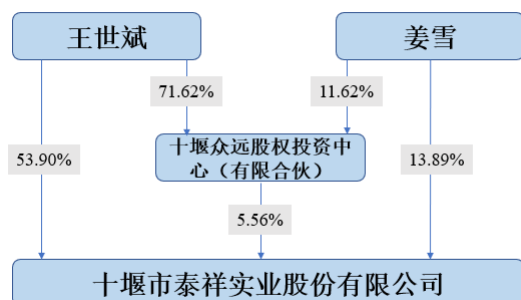 王世斌
姜雪
71.62%
11.62%
53.90%
十堰众远股权投资中
心（有限合伙）
13.89%
5.56%
十堰市泰祥实业股份有限公司